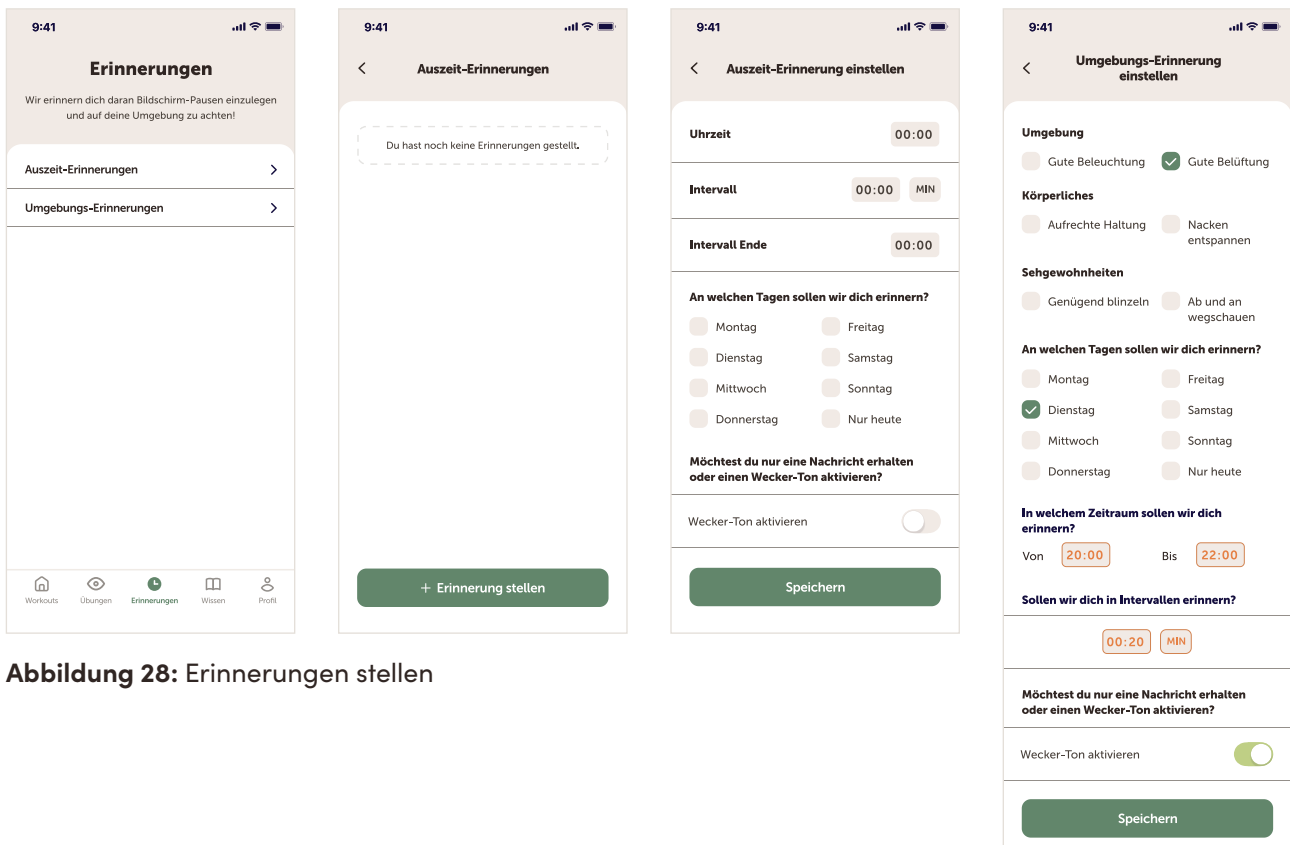 9:41
Erinnerungen
Wir erinnern dich daran Bildschirm-Pausen einzulegen
und auf deine Umgebung zu achten!
Auszeit-Erinnerungen
Umgebungs-Erinnerungen
Workouts Übungen Erinnerungen Wissen Profil
9:41
Auszeit-Erinnerungen
Du hast noch keine Erinnerungen gestellt.
+ Erinnerung stellen
9:41
Auszeit-Erinnerung einstellen
Uhrzeit 00:00
Intervall 00:00 MIN
Intervall Ende 00:00
An welchen Tagen sollen wir dich erinnern?
Montag Freitag
Dienstag Samstag
Mittwoch Sonntag
Donnerstag Nur heute
Möchtest du nur eine Nachricht erhalten
oder einen Wecker-Ton aktivieren?
Wecker-Ton aktivieren
Speichern
9:41
Umgebungs-Erinnerung
einstellen
Umgebung
Gute Beleuchtung Gute Belüftung
Körperliches
Aufrechte Haltung Nacken
entspannen
Sehgewohnheiten
Genügend blinzeln Ab und an
wegschauen
An welchen Tagen sollen wir dich erinnern?
Montag Freitag
Dienstag Samstag
Mittwoch Sonntag
Donnerstag Nur heute
In welchem Zeitraum sollen wir dich
erinnern?
Von 20:00 Bis 22:00
Sollen wir dich in Intervallen erinnern?
00:20 MIN
Möchtest du nur eine Nachricht erhalten
oder einen Wecker-Ton aktivieren?
Wecker-Ton aktivieren
Speichern
Abbildung 28: Erinnerungen stellen